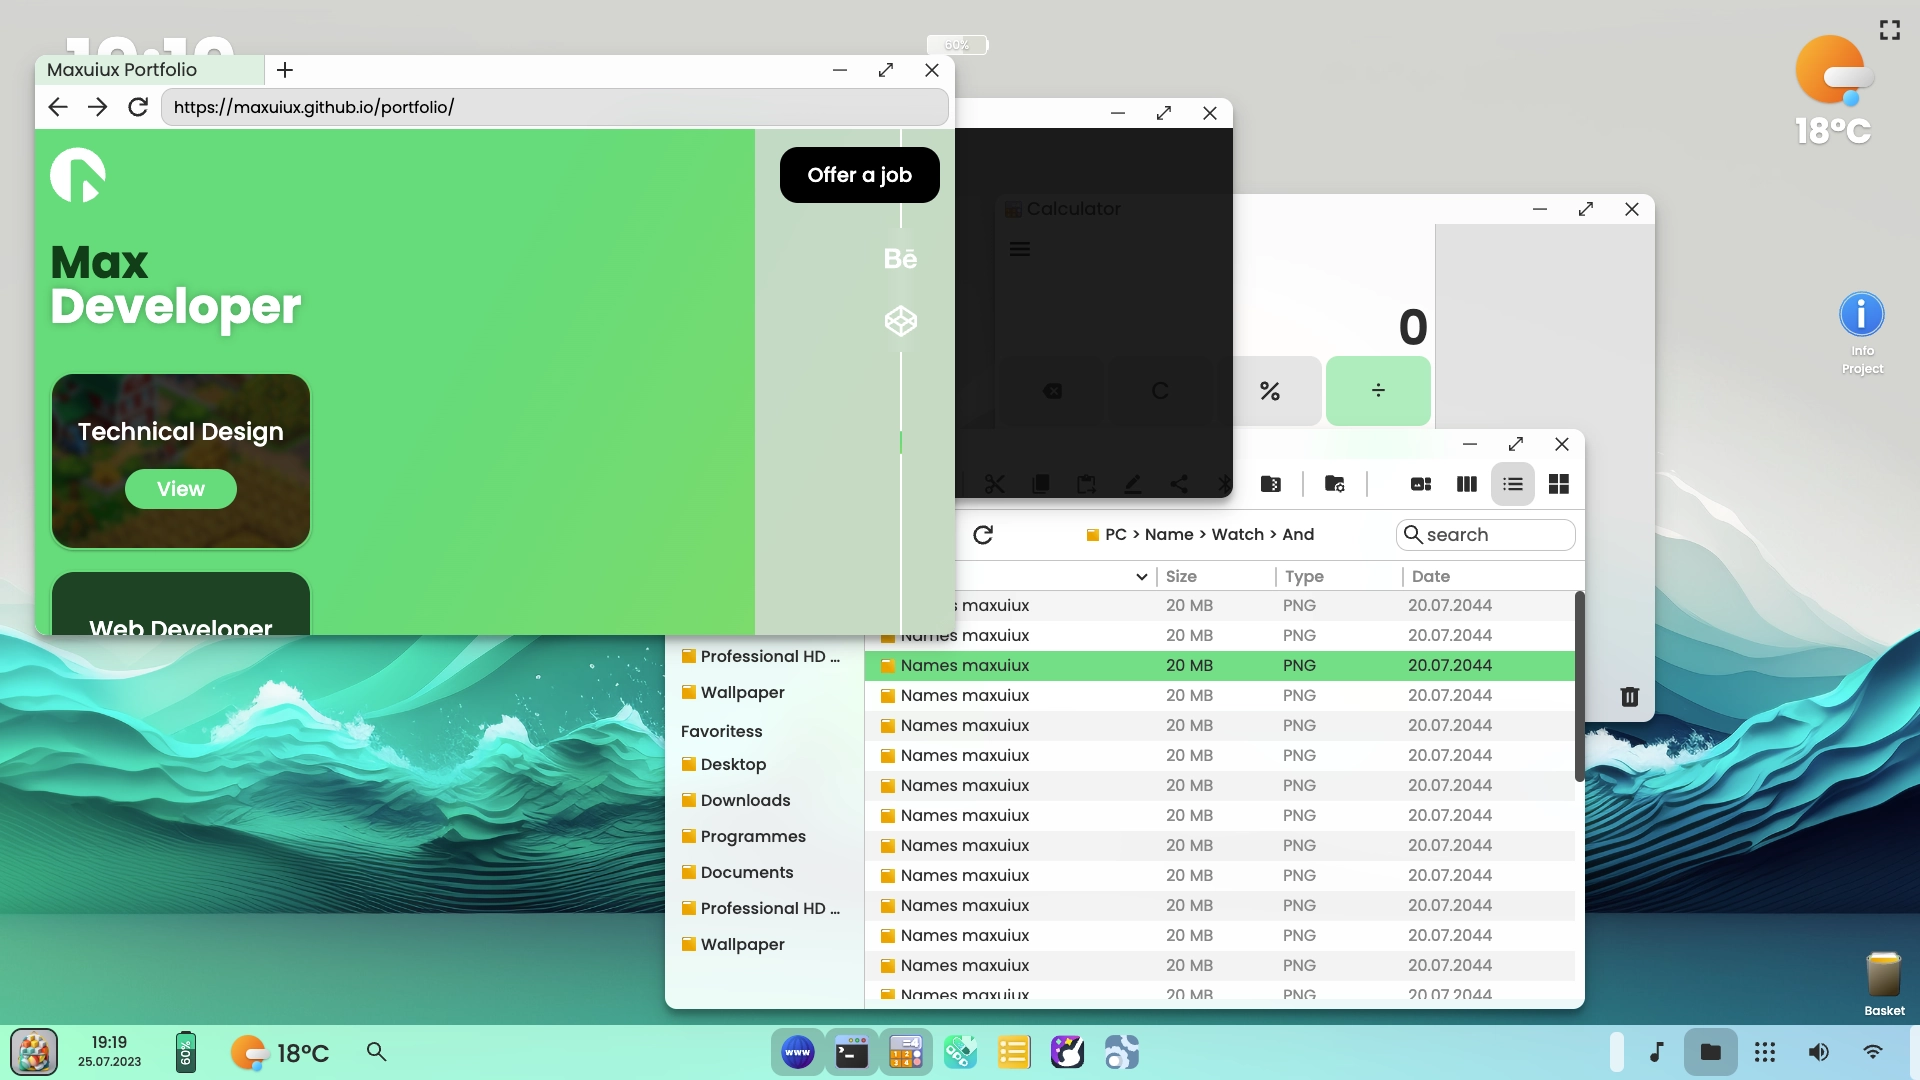 60%
18°C
Maxuiux Portfolio
https://maxuiux.github.io/portfolio/
Offer a job
Bē
Max
Developer
Technical Design
View
Web Developer
Calculator
0
C
%
÷
Info
Project
PC > Name > Watch > And
search
Size Type Date
s maxuiux 20 MB PNG 20.07.2044
Names maxuiux 20 MB PNG 20.07.2044
Names maxuiux 20 MB PNG 20.07.2044
Names maxuiux 20 MB PNG 20.07.2044
Names maxuiux 20 MB PNG 20.07.2044
Names maxuiux 20 MB PNG 20.07.2044
Names maxuiux 20 MB PNG 20.07.2044
Names maxuiux 20 MB PNG 20.07.2044
Names maxuiux 20 MB PNG 20.07.2044
Names maxuiux 20 MB PNG 20.07.2044
Names maxuiux 20 MB PNG 20.07.2044
Names maxuiux 20 MB PNG 20.07.2044
Names maxuiux 20 MB PNG 20.07.2044
Names maxuiux 20 MB PNG 20.07.2044
Professional HD ...
Wallpaper
Favoritess
Desktop
Downloads
Programmes
Documents
Professional HD ...
Wallpaper
Basket
19:19
25.07.2023
60%
18°C
www